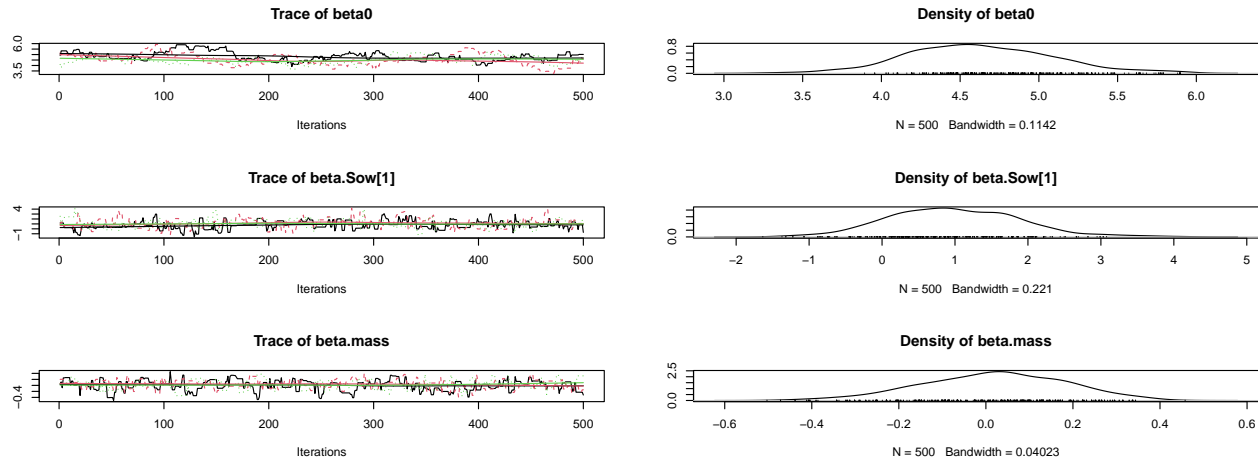 Trace of beta0
6.0
3.5
0 100 200 300 400 500
Iterations
Density of beta0
0.8
0.0
3.0 3.5 4.0 4.5 5.0 5.5 6.0
N = 500 Bandwidth = 0.1142
Trace of beta.Sow[1]
4
−1
0 100 200 300 400 500
Iterations
Density of beta.Sow[1]
0.0
−2 −1 0 1 2 3 4 5
N = 500 Bandwidth = 0.221
Trace of beta.mass
−0.4
0 100 200 300 400 500
Iterations
Density of beta.mass
2.5
0.0
−0.6 −0.4 −0.2 0.0 0.2 0.4 0.6
N = 500 Bandwidth = 0.04023